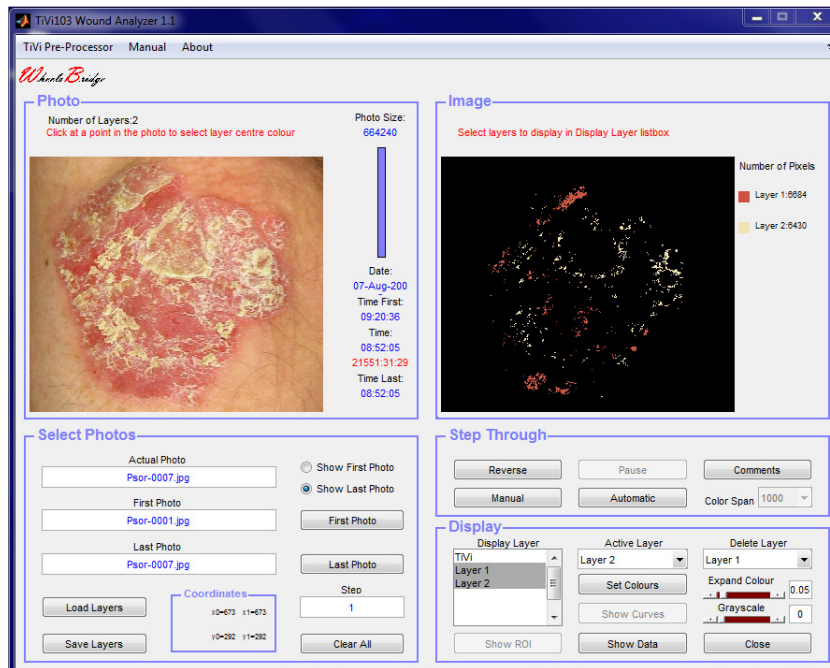 TiVi103 Wound Analyzer 1.1
TiVi Pre-Processor Manual About
WheelsBridge
Photo
Number of Layers:2
Click at a point in the photo to select layer centre colour
Photo Size:
664240
Date:
07-Aug-200
Time First:
09:20:36
Time:
08:52:05
21551:31:29
Time Last:
08:52:05
Image
Select layers to display in Display Layer listbox
Number of Pixels
Layer 1:6684
Layer 2:6430
Select Photos
Actual Photo
Psor-0007.jpg
First Photo
Psor-0001.jpg
Last Photo
Psor-0007.jpg
Show First Photo
Show Last Photo
First Photo
Last Photo
Step
1
Load Layers
Save Layers
Coordinates
x0=673 x1=673
y0=292 y1=292
Clear All
Step Through
Reverse Pause Comments
Manual Automatic Color Span 1000
Display
Display Layer Active Layer Delete Layer
TiVi
Layer 1
Layer 2
Layer 2
Layer 1
Set Colours
Expand Colour
0.05
Show Curves
Grayscale
0
Show ROI Show Data Close